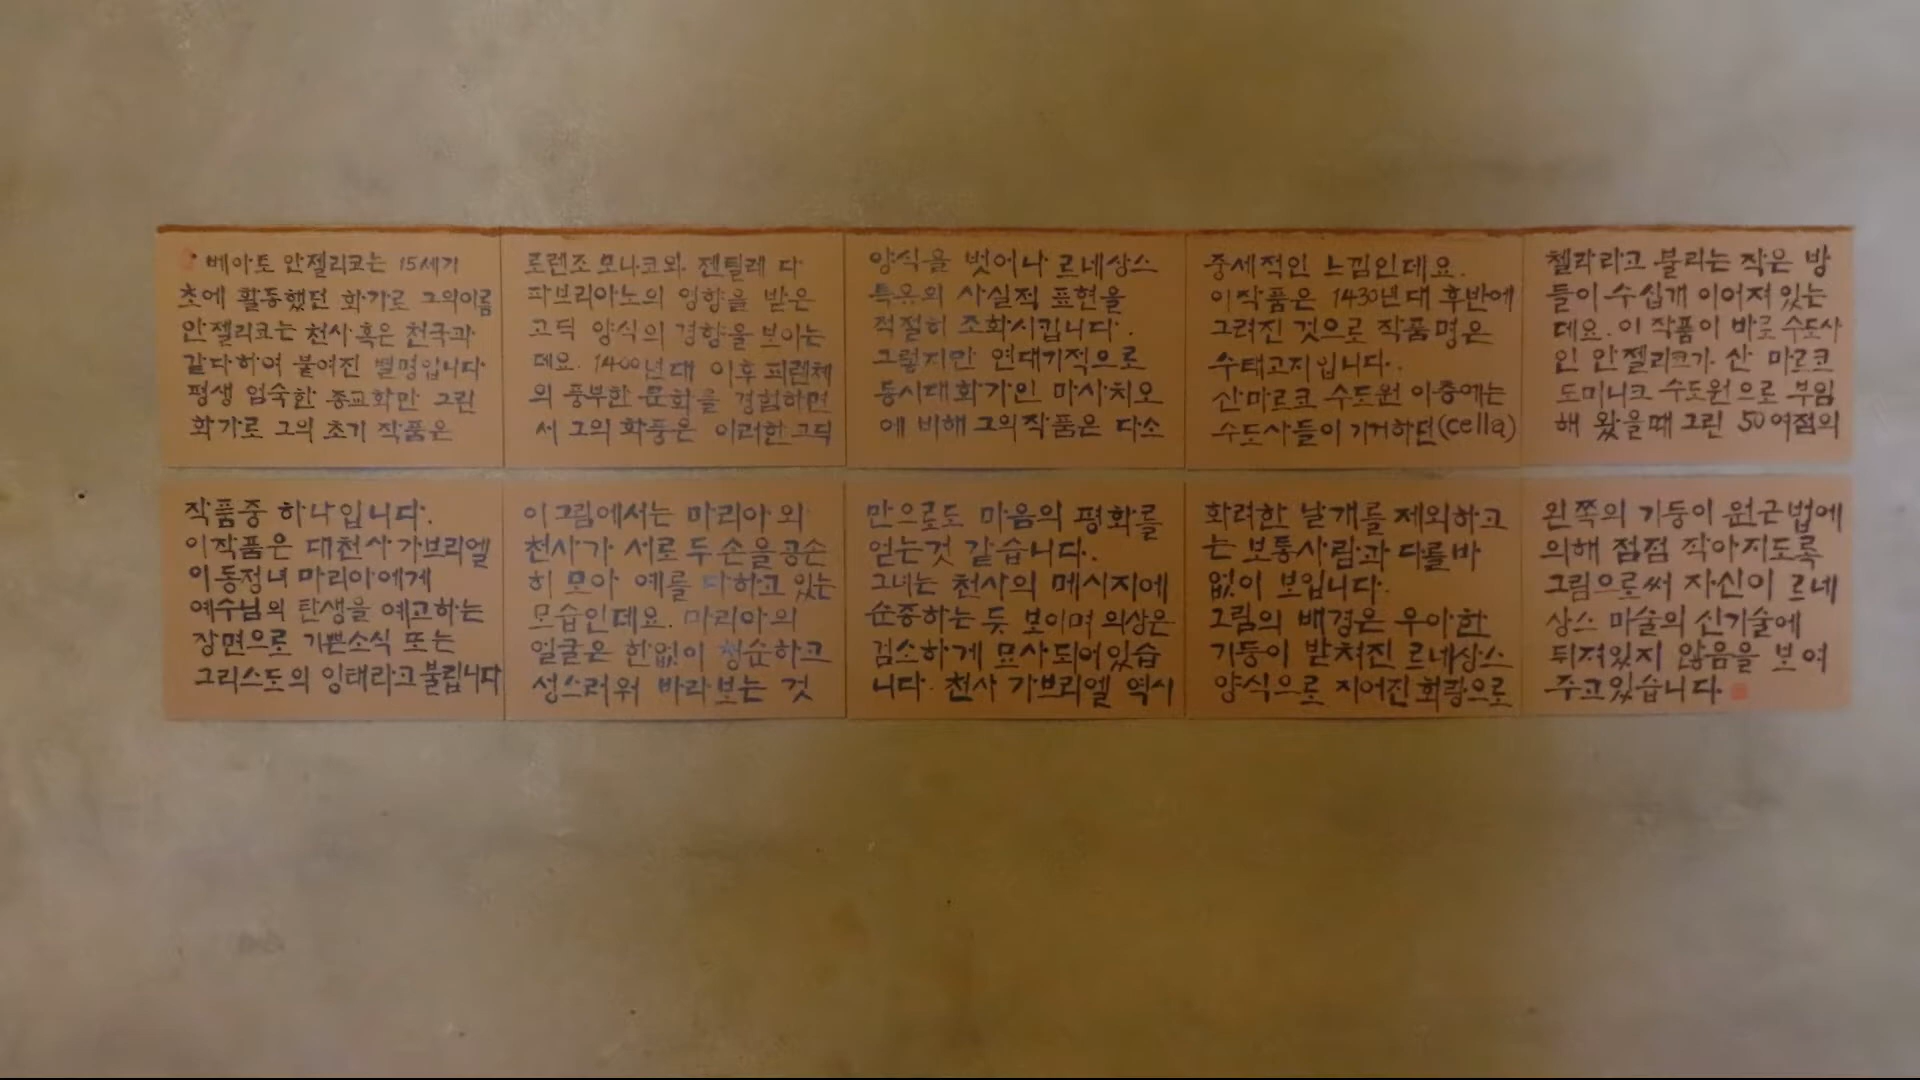 베아토 안젤리코는 15세기
초에 활동했던 화가로 그의이름
안젤리코는 천사 혹은 천국과
같다하여 붙여진 별명입니다
평생 엄숙한 종교화만 그린
화가로 그의 초기 작품은
로렌조 모나코와 젠틸레 다
파브리아노의 영향을 받은
고딕 양식의 경향을 보이는
데요. 1400년대 이후 피렌체
의 풍부한 문화를 경험하면
서 그의 화풍은 이러한 고딕
양식을 벗어나 르네상스
특유의 사실적 표현을
적절히 조화시킵니다.
그렇지만 연대기적으로
동시대화가인 마사치오
에 비해 그의작품은 다소
중세적인 느낌인데요.
이작품은 1430년대 후반에
그려진 것으로 작품명은
수태고지입니다.
산마르코 수도원 이층에는
수도사들이 기거하던(cella)
첼라라고 불리는 작은 방
들이 수십개 이어져 있는
데요. 이 작품이 바로 수도사
인 안젤리코가 산 마르코
도미니크 수도원으로 부임
해 왔을때 그린 50여점의
작품중 하나입니다.
이작품은 대천사 가브리엘
이 동정녀 마리아에게
예수님의 탄생을 예고하는
장면으로 기쁜소식 또는
그리스도의 잉태라고불립니다
이그림에서는 마리아와
천사가 서로 두손을 공손
히 모아 예를 다하고 있는
모습인데요. 마리아의
얼굴은 한없이 청순하고
성스러워 바라보는 것
만으로도 마음의 평화를
얻는것 같습니다.
그녀는 천사의 메시지에
순종하는 듯 보이며 의상은
검소하게 묘사되어있습
니다. 천사 가브리엘 역시
화려한 날개를 제외하고
는 보통사람과 다를바
없이 보입니다.
그림의 배경은 우아한
기둥이 받쳐진 르네상스
양식으로 지어진 회랑으로
왼쪽의 기둥이 원근법에
의해 점점 작아지도록
그림으로써 자신이 르네
상스 미술의 신기술에
뒤져있지 않음을 보여
주고있습니다.